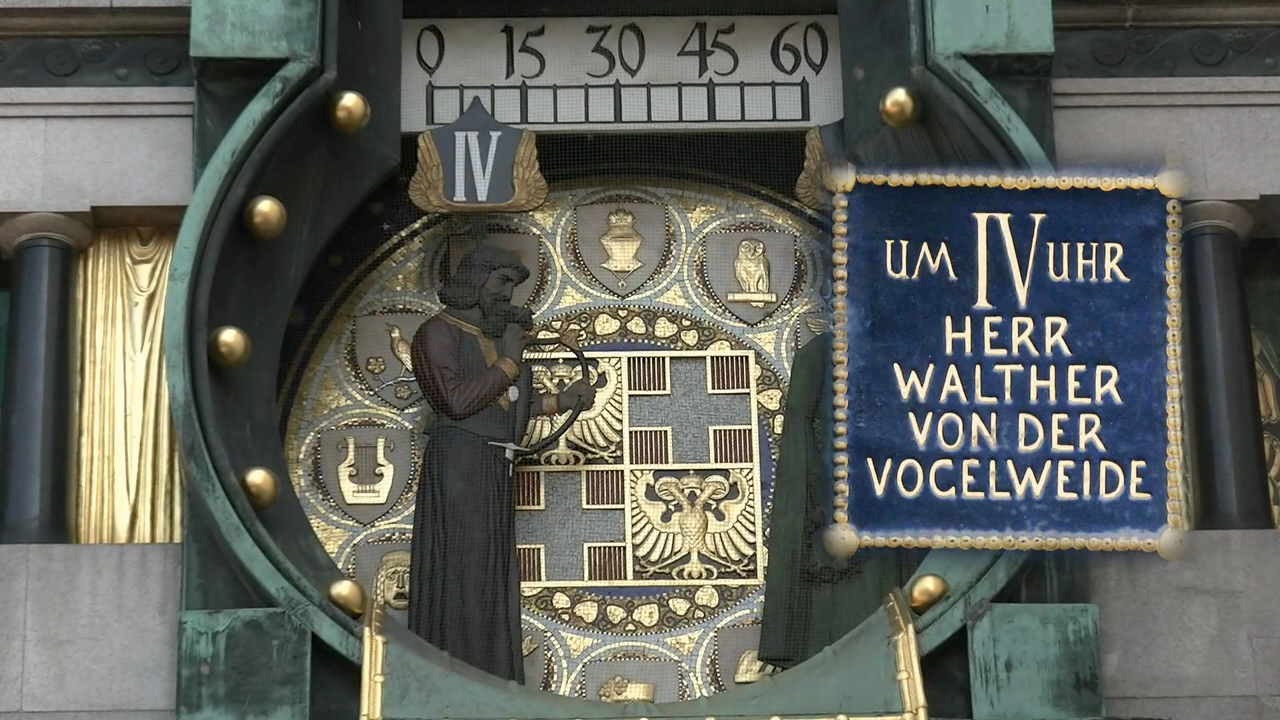 0 15 30 45 60
IV
UM IV UHR
HERR
WALTHER
VON DER
VOGELWEIDE